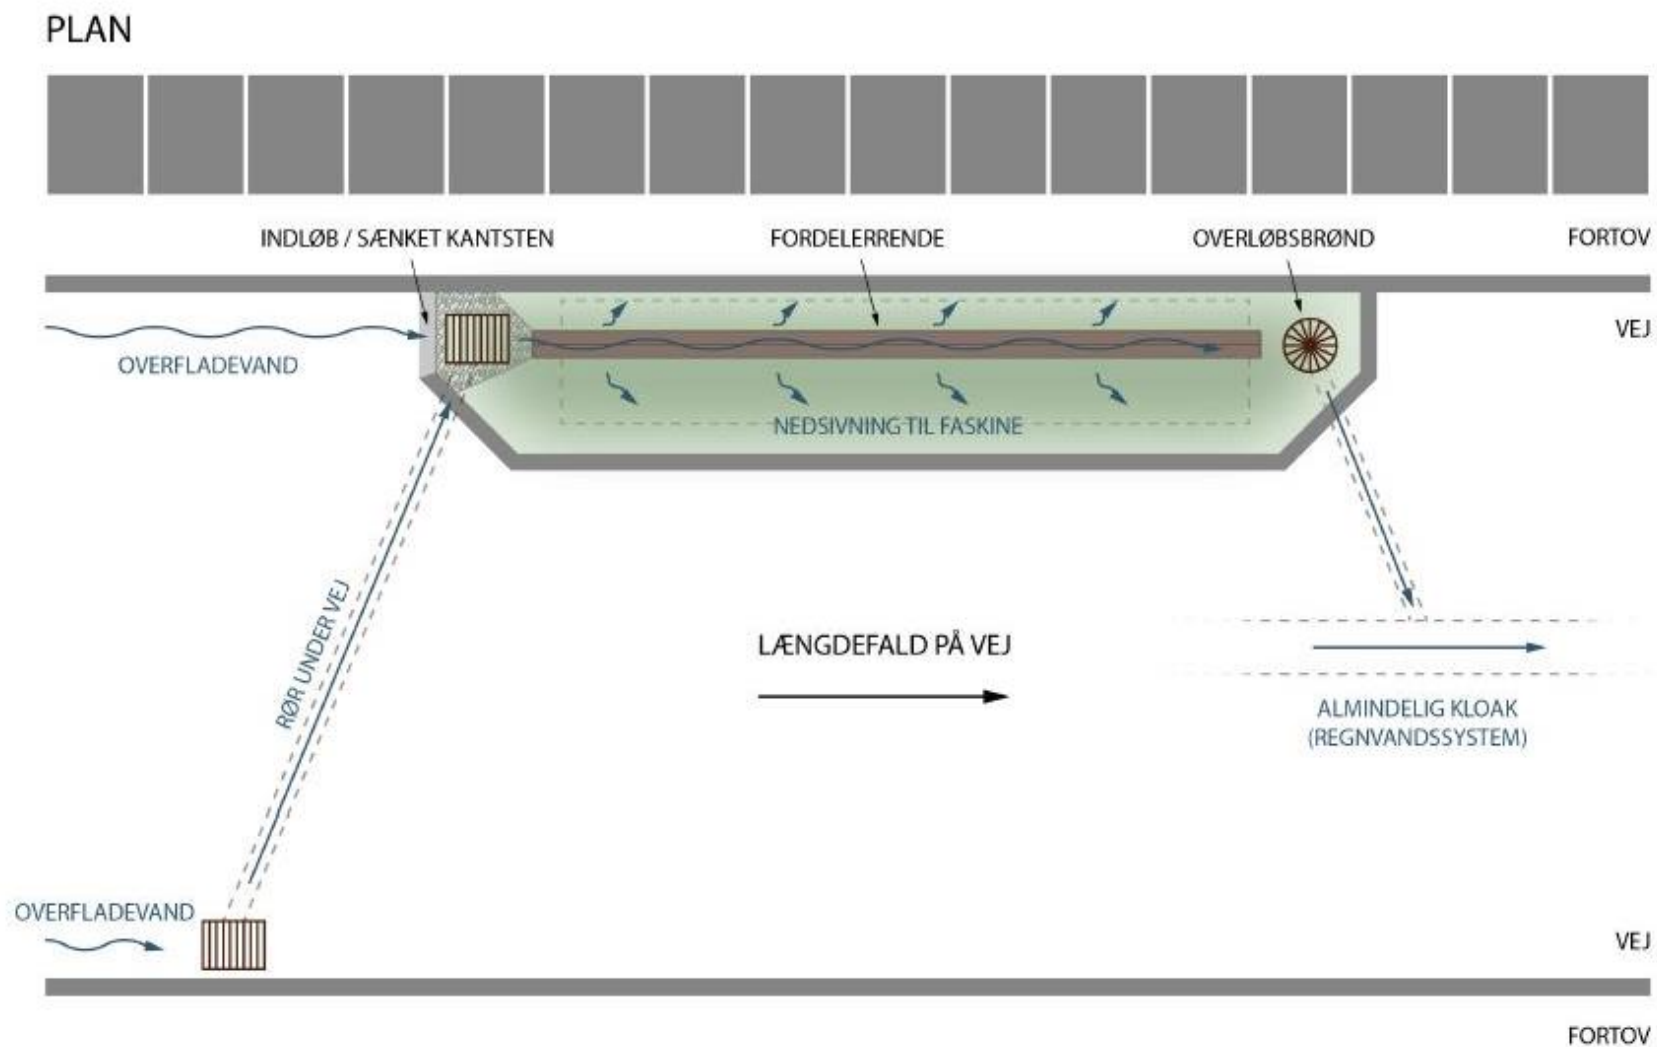 PLAN
INDLØB / SÆNKET KANTSTEN
FORDELERRENDE
OVERLØBSBRØND
FORTOV
VEJ
OVERFLADEVAND
NEDSIVNING TIL FASKINE
RØR UNDER VEJ
LÆNGDEFALD PÅ VEJ
ALMINDELIG KLOAK
(REGNVANDSSYSTEM)
OVERFLADEVAND
VEJ
FORTOV